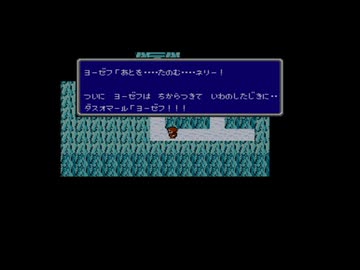 ヨーゼフ「あとを‥‥たのむ‥‥ネリー!
ついに　ヨーゼフは　ちからつきて　いわのしたじきに‥
ダスオマール「ヨーゼフ!!!